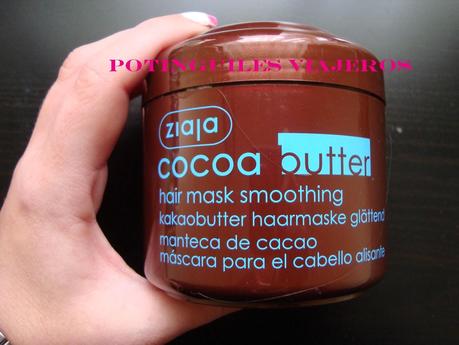 POTINGUILES VIAJEROS
ziaja
cocoa butter
hair mask smoothing
kakaobutter haarmaske glättend
manteca de cacao
máscara para el cabello alisante